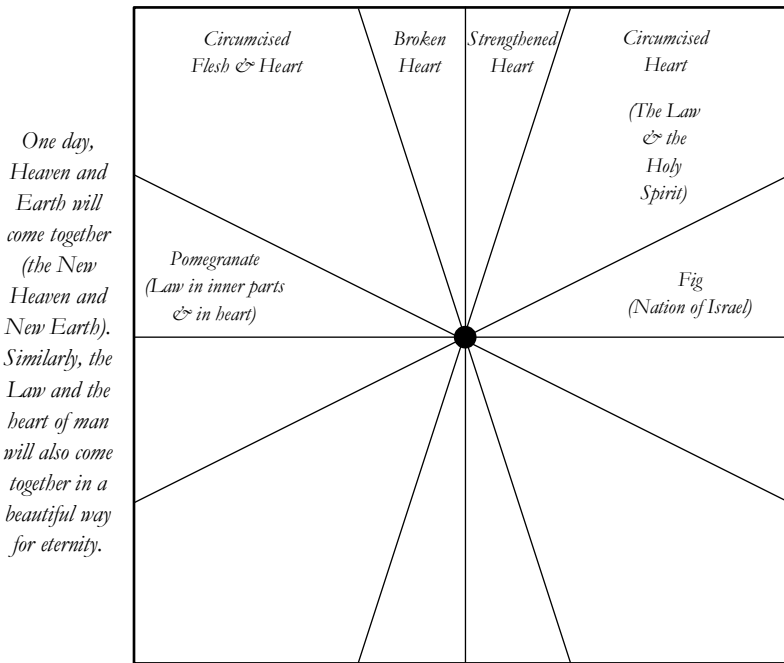 One day,
Heaven and
Earth will
come together
(the New
Heaven and
New Earth).
Similarly, the
Law and the
heart of man
will also come
together in a
beautiful way
for eternity.
Circumcised
Flesh & Heart
Broken
Heart
Strengthened
Heart
Circumcised
Heart
(The Law
& the
Holy
Spirit)
Pomegranate
(Law in inner parts
& in heart)
Fig
(Nation of Israel)